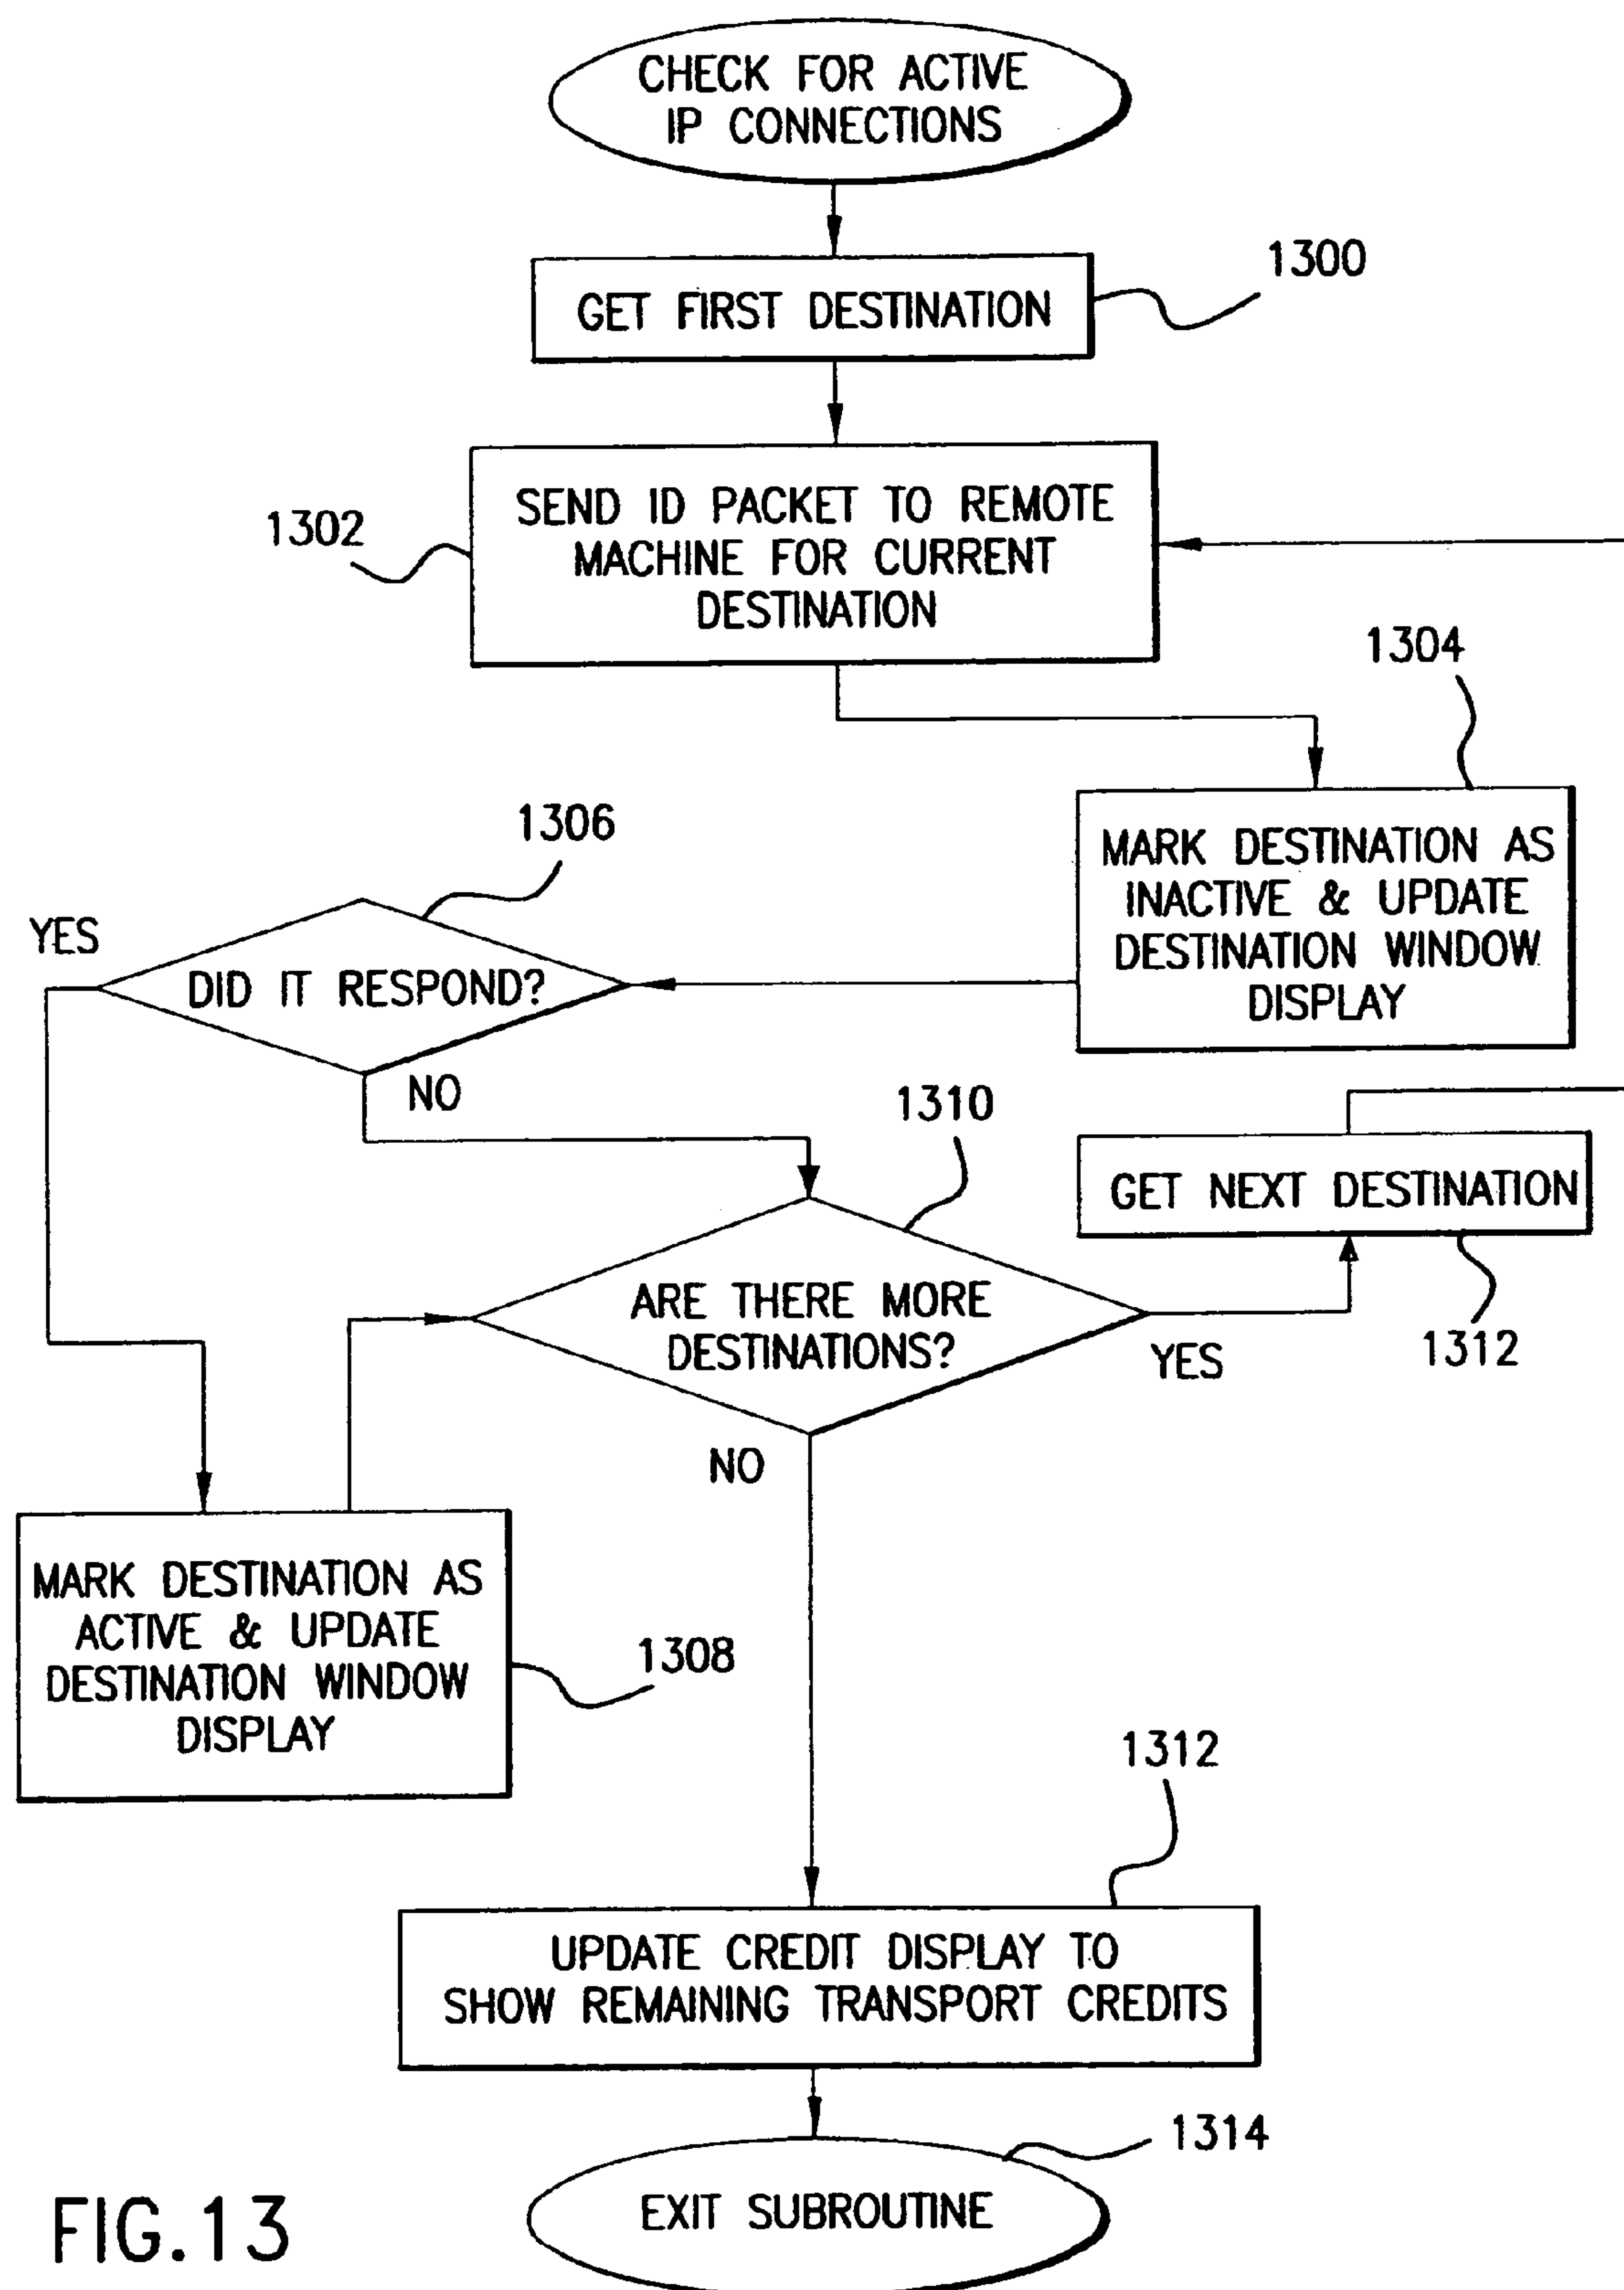 CHECK FOR ACTIVE
IP CONNECTIONS
1300
GET FIRST DESTINATION
1302
SEND ID PACKET TO REMOTE
MACHINE FOR CURRENT
DESTINATION
1304
MARK DESTINATION AS
INACTIVE & UPDATE
DESTINATION WINDOW
DISPLAY
1306
YES
DID IT RESPOND?
NO
1310
GET NEXT DESTINATION
1312
ARE THERE MORE
DESTINATIONS?
YES
NO
MARK DESTINATION AS
ACTIVE & UPDATE
DESTINATION WINDOW
DISPLAY
1308
1312
UPDATE CREDIT DISPLAY TO
SHOW REMAINING TRANSPORT CREDITS
1314
EXIT SUBROUTINE
FIG.13